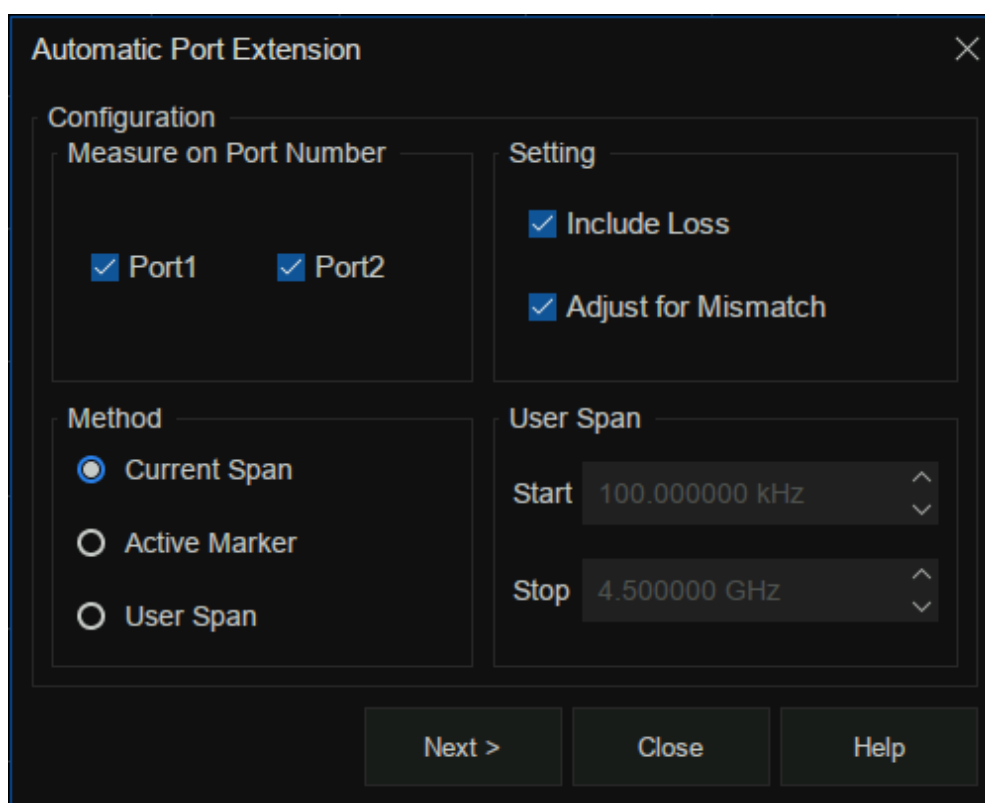 Automatic Port Extension
Configuration
Measure on Port Number
Port1
Port2
Setting
Include Loss
Adjust for Mismatch
Method
Current Span
Active Marker
User Span
User Span
Start 100.000000 kHz
Stop 4.500000 GHz
Next >
Close
Help